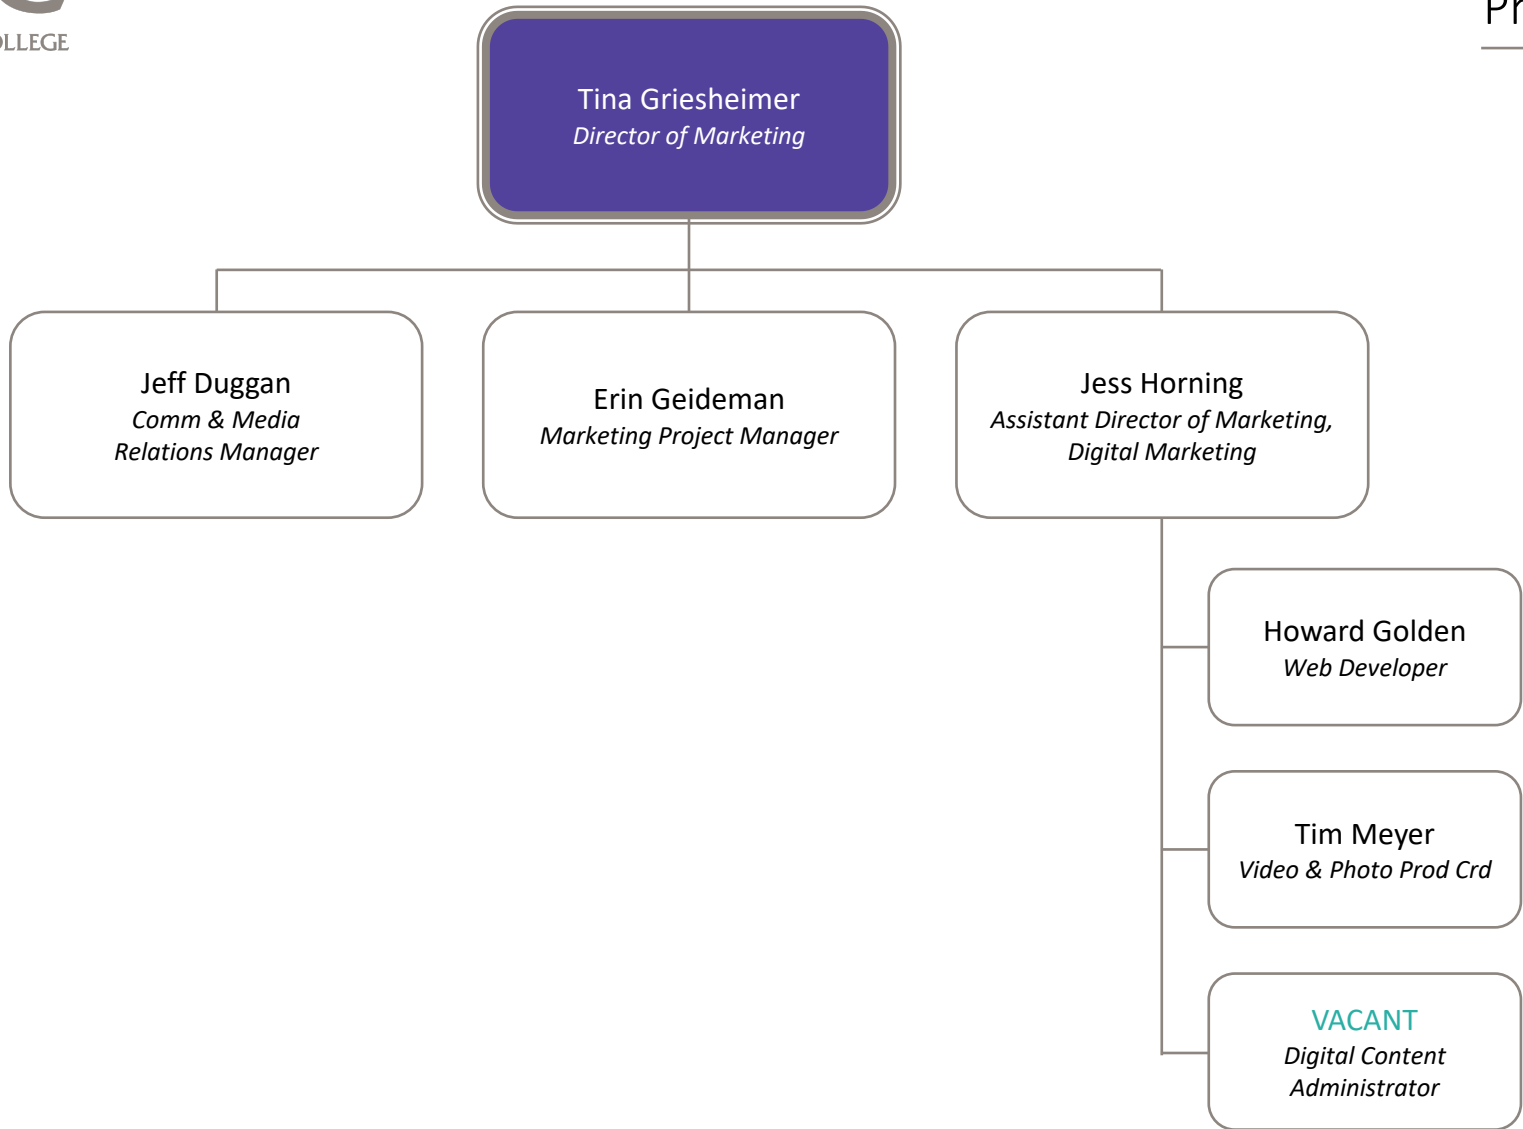 Tina Griesheimer
Director of Marketing
Jeff Duggan
Comm & Media
Relations Manager
Erin Geideman
Marketing Project Manager
Jess Horning
Assistant Director of Marketing,
Digital Marketing
Howard Golden
Web Developer
Tim Meyer
Video & Photo Prod Crd
VACANT
Digital Content
Administrator